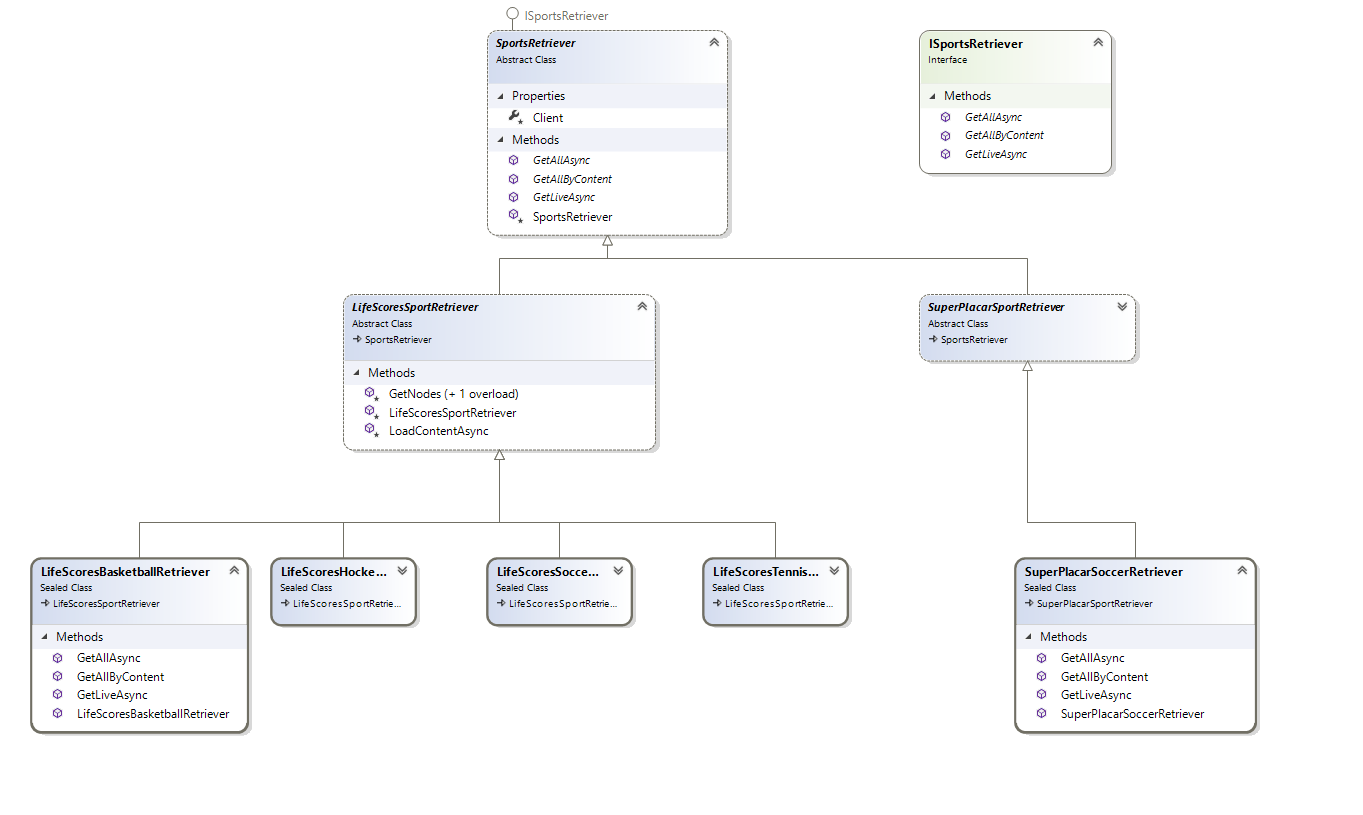 ISportsRetriever
SportsRetriever
Abstract Class
Properties
Client
Methods
GetAllAsync
GetAllByContent
GetLiveAsync
SportsRetriever
ISportsRetriever
Interface
Methods
GetAllAsync
GetAllByContent
GetLiveAsync
LifeScoresSportRetriever
Abstract Class
SportsRetriever
Methods
GetNodes (+ 1 overload)
LifeScoresSportRetriever
LoadContentAsync
SuperPlacarSportRetriever
Abstract Class
SportsRetriever
LifeScoresBasketballRetriever
Sealed Class
LifeScoresSportRetriever
Methods
GetAllAsync
GetAllByContent
GetLiveAsync
LifeScoresBasketballRetriever
LifeScoresHocke...
Sealed Class
LifeScoresSportRetrie...
LifeScoresSocce...
Sealed Class
LifeScoresSportRetrie...
LifeScoresTennis...
Sealed Class
LifeScoresSportRetrie...
SuperPlacarSoccerRetriever
Sealed Class
SuperPlacarSportRetriever
Methods
GetAllAsync
GetAllByContent
GetLiveAsync
SuperPlacarSoccerRetriever